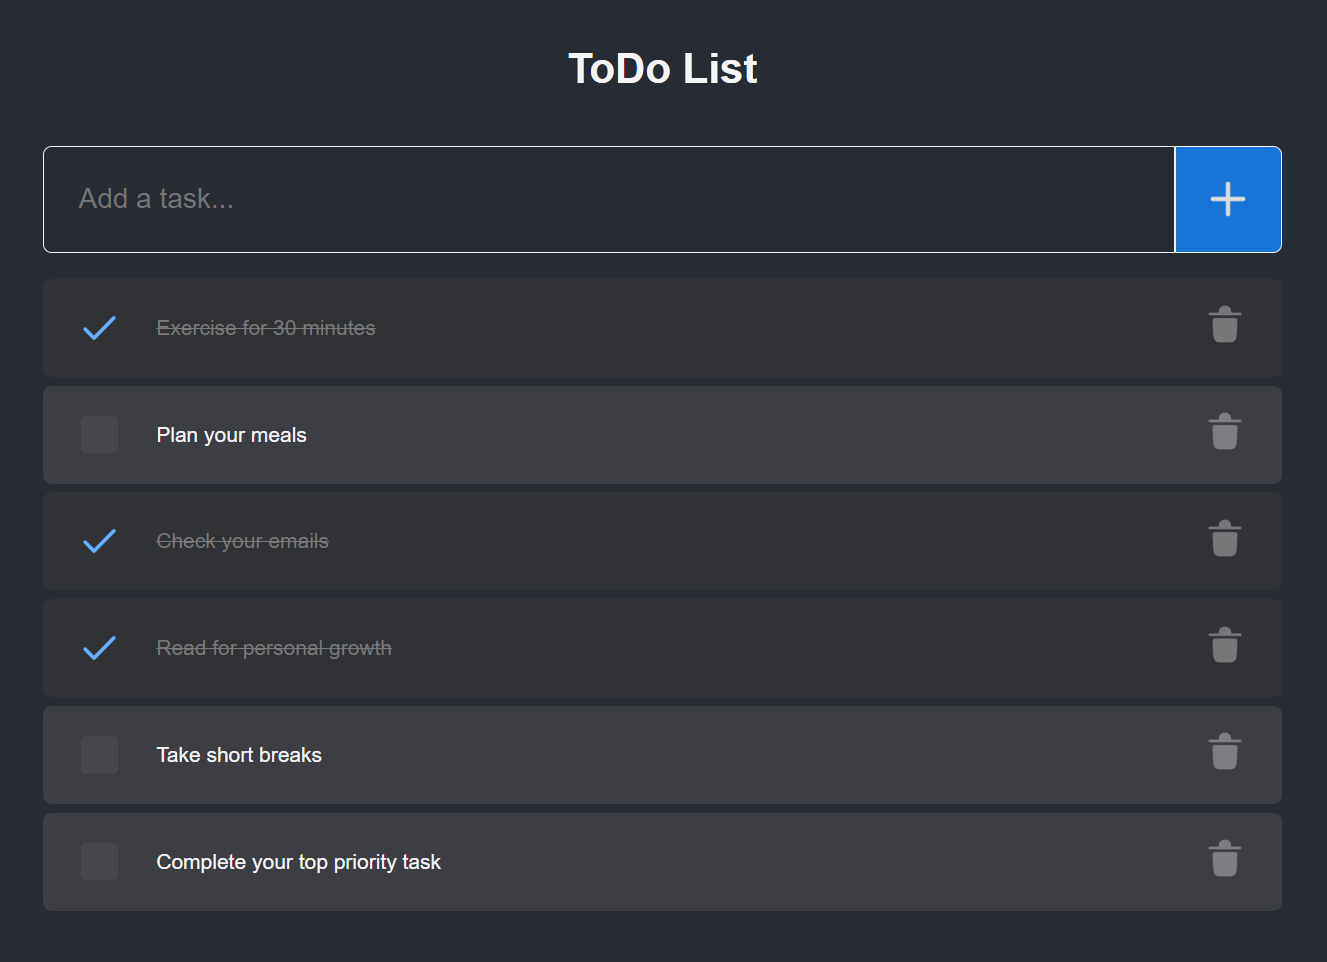 ToDo List
Add a task...
Exercise for 30 minutes
Plan your meals
Check your emails
Read for personal growth
Take short breaks
Complete your top priority task